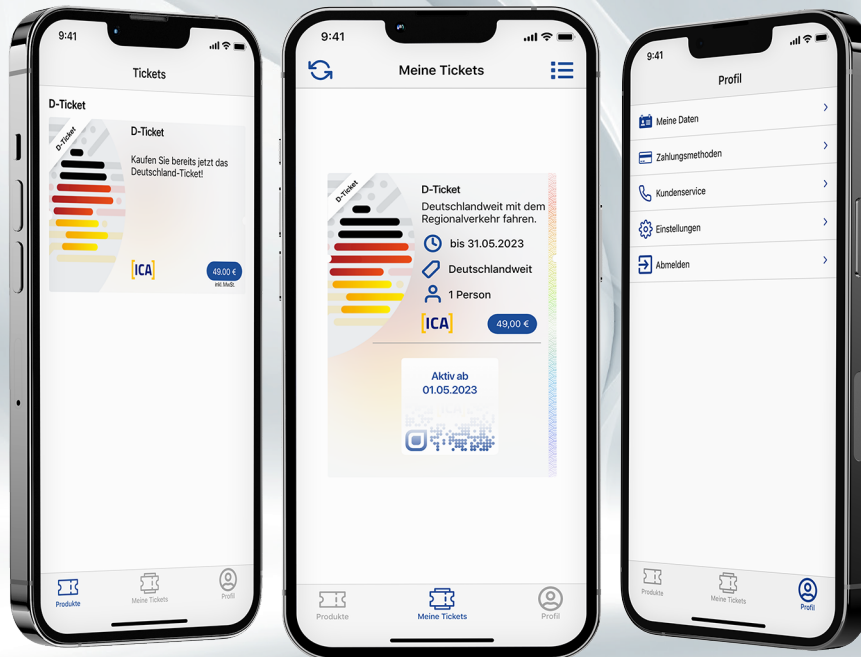 9:41
Tickets
D-Ticket
D-Ticket
D-Ticket
Kaufen Sie bereits jetzt das
Deutschland-Ticket!
[ICA]
49.00 €
inkl. MwSt.
Produkte
Meine Tickets
Profil
9:41
Meine Tickets
D-Ticket
D-Ticket
Deutschlandweit mit dem
Regionalverkehr fahren.
bis 31.05.2023
Deutschlandweit
1 Person
[ICA]
49,00 €
Aktiv ab
01.05.2023
Produkte
Meine Tickets
Profil
9:41
Profil
Meine Daten
Zahlungsmethoden
Kundenservice
Einstellungen
Abmelden
Produkte
Meine Tickets
Profil